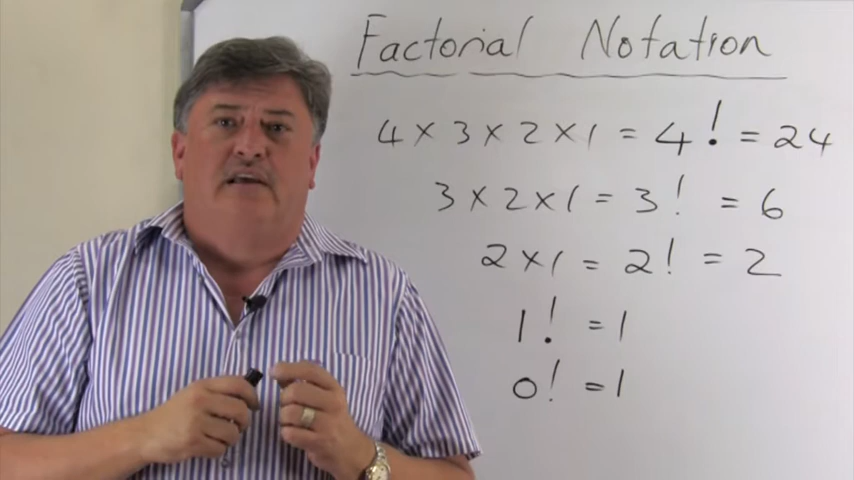 Factorial Notation
4 × 3 × 2 × 1 = 4! = 24
3 × 2 × 1 = 3! = 6
2 × 1 = 2! = 2
1! = 1
0! = 1